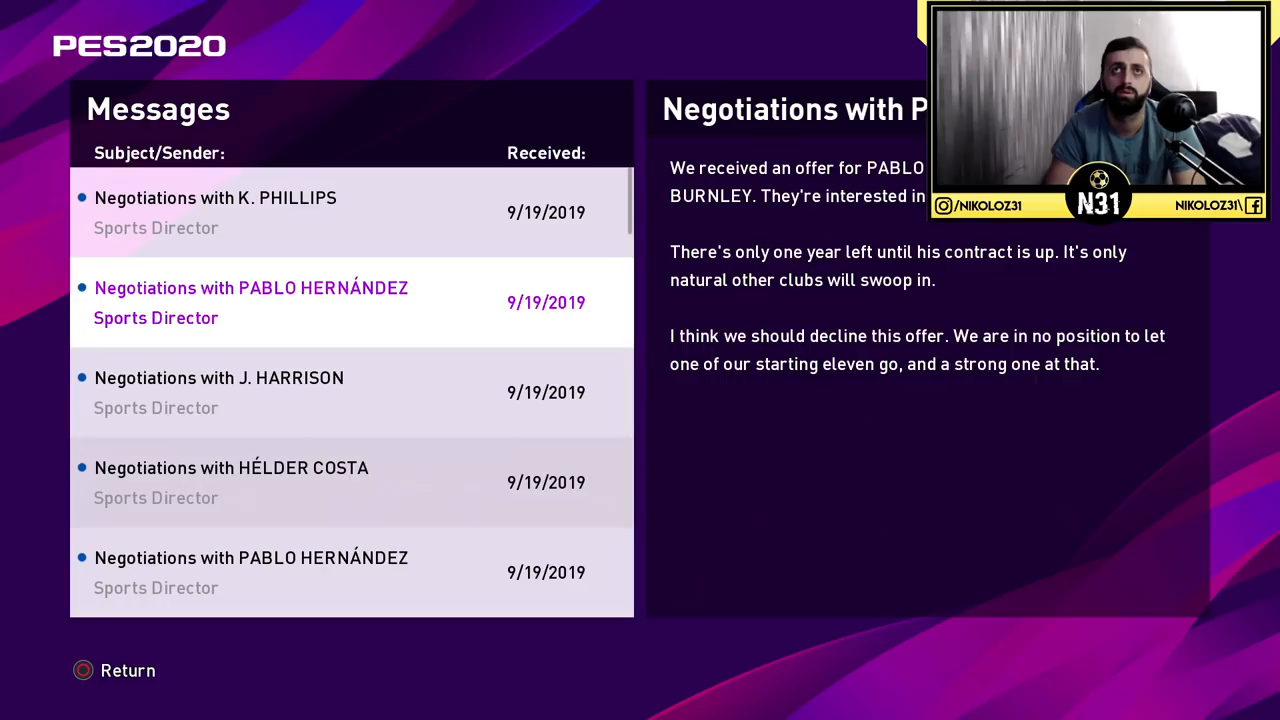 PES2020
Messages
Subject/Sender:
Received:
Negotiations with K. PHILLIPS
Sports Director
9/19/2019
Negotiations with PABLO HERNÁNDEZ
Sports Director
9/19/2019
Negotiations with J. HARRISON
Sports Director
9/19/2019
Negotiations with HÉLDER COSTA
Sports Director
9/19/2019
Negotiations with PABLO HERNÁNDEZ
Sports Director
9/19/2019
Negotiations with P
We received an offer for PABLO
BURNLEY. They're interested in
There's only one year left until his contract is up. It's only
natural other clubs will swoop in.
I think we should decline this offer. We are in no position to let
one of our starting eleven go, and a strong one at that.
/NIKOLOZ31
N31
NIKOLOZ31\
Return